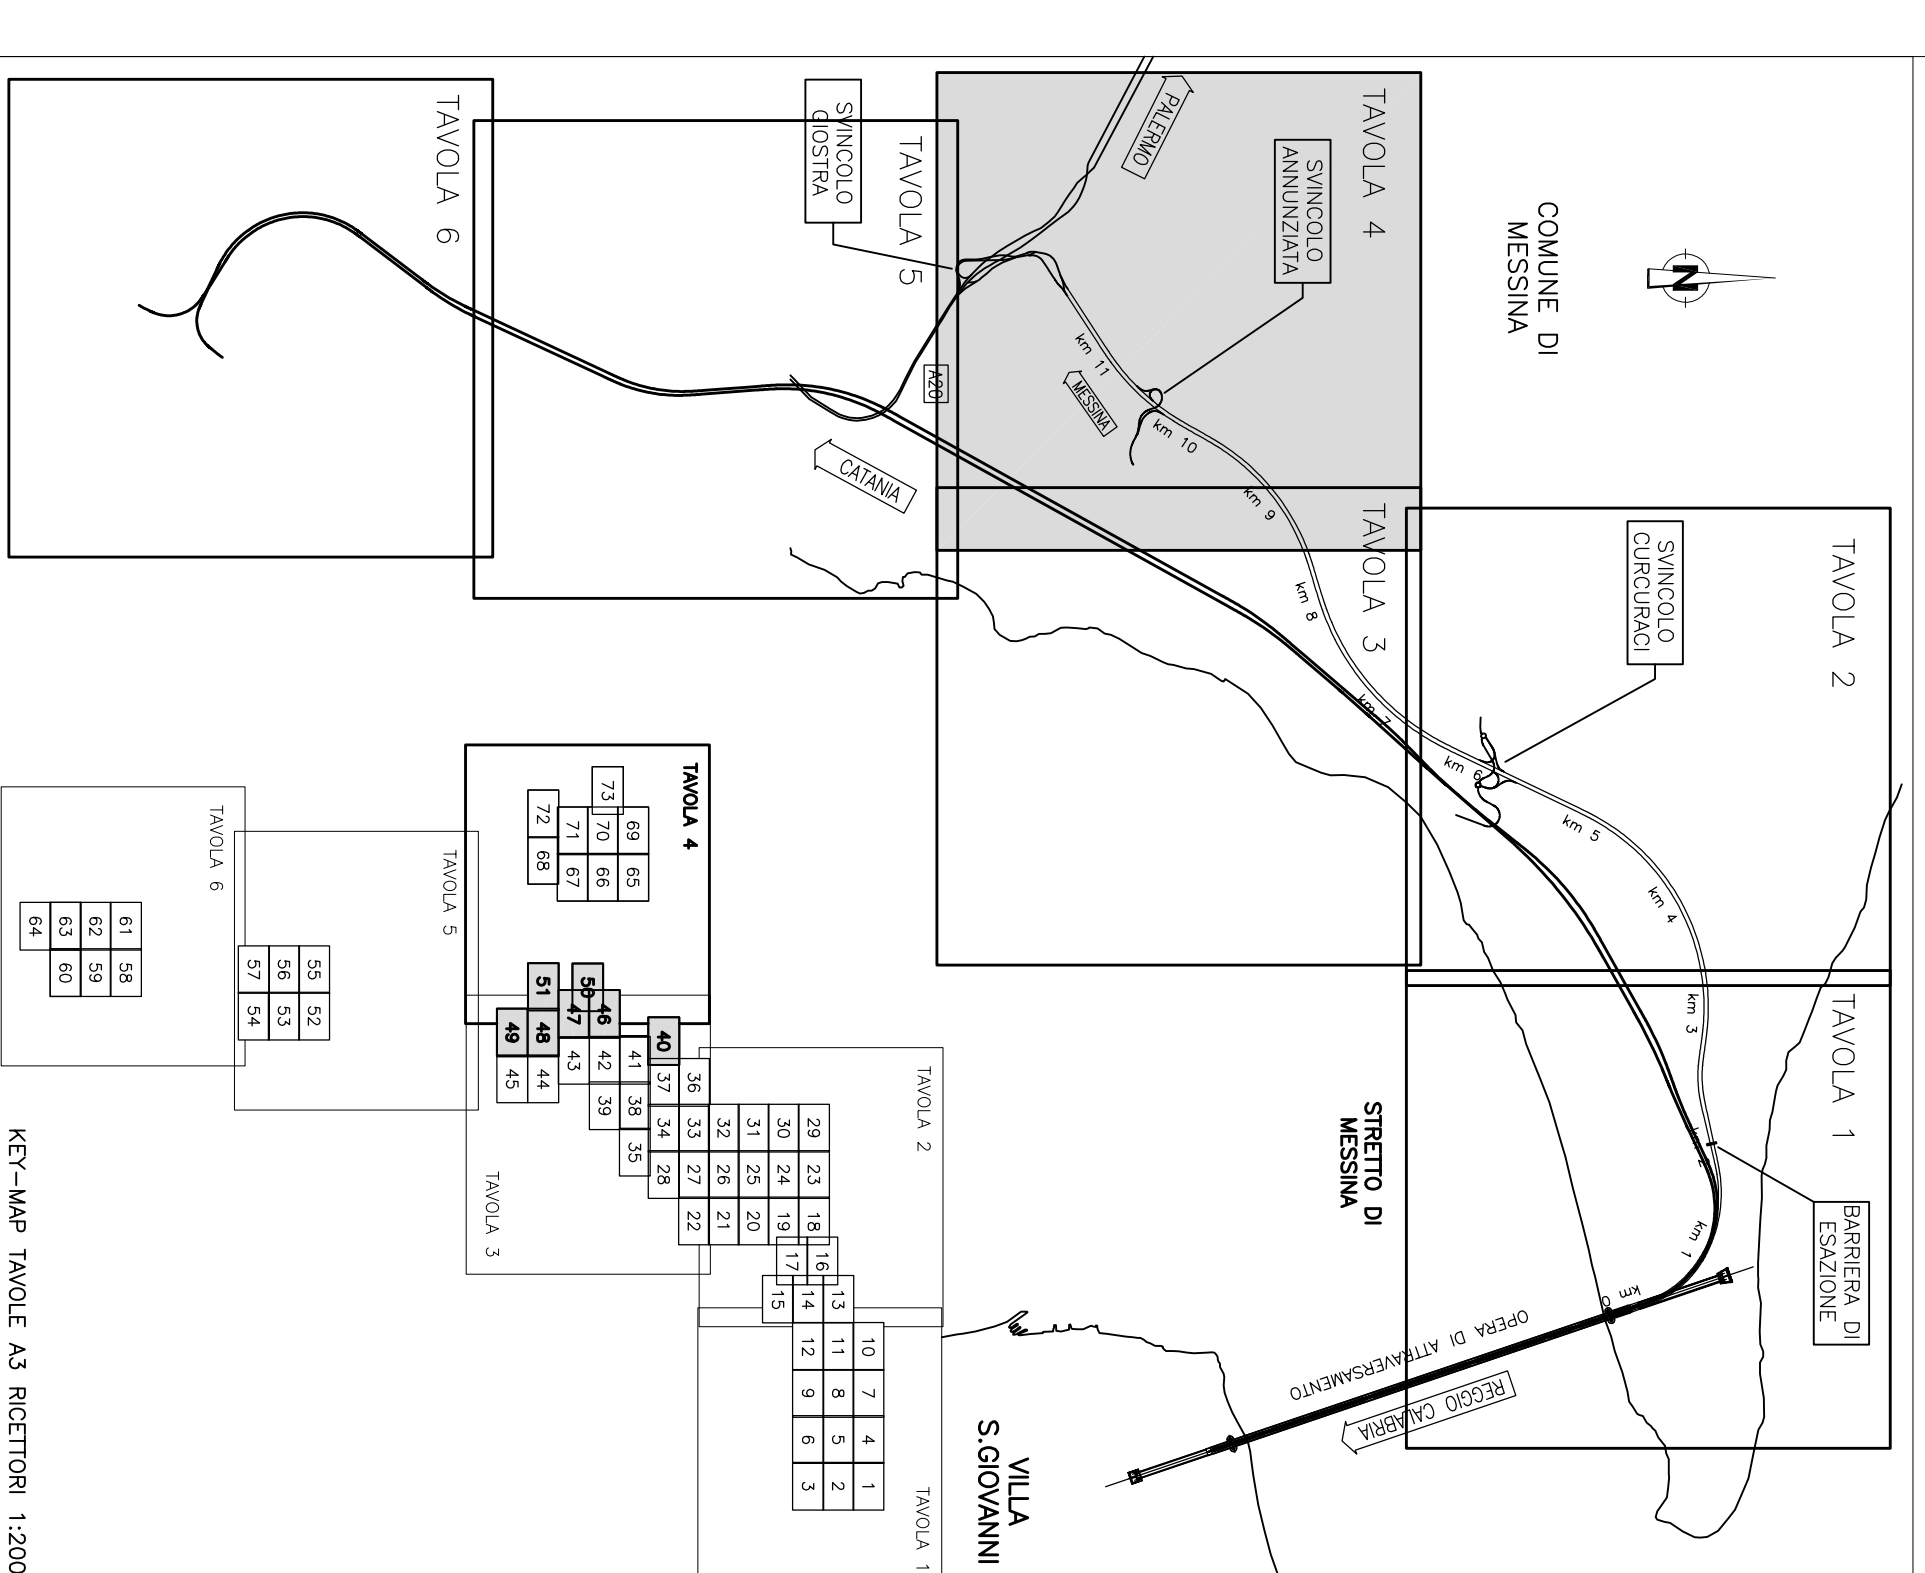 COMUNE DI
MESSINA
N
TAVOLA 1
TAVOLA 2
TAVOLA 3
TAVOLA 4
TAVOLA 5
TAVOLA 6
BARRIERA DI
ESAZIONE
SVINCOLO
CURCURACI
SVINCOLO
ANNUNZIATA
SVINCOLO
GIOSTRA
PALERMO
MESSINA
CATANIA
A20
REGGIO CALABRIA
OPERA DI ATTRAVERSAMENTO
km 0
km 1
km 2
km 3
km 4
km 5
km 6
km 7
km 8
km 9
km 10
km 11
STRETTO DI
MESSINA
VILLA
S.GIOVANNI
TAVOLA 1
TAVOLA 2
TAVOLA 3
TAVOLA 4
TAVOLA 5
TAVOLA 6
1
2
3
4
5
6
7
8
9
10
11
12
13
14
15
16
17
18
19
20
21
22
23
24
25
26
27
28
29
30
31
32
33
34
35
36
37
38
39
40
41
42
43
44
45
46
47
48
49
50
51
52
53
54
55
56
57
58
59
60
61
62
63
64
65
66
67
68
69
70
71
72
73
KEY-MAP TAVOLE A3 RICETTORI 1:200